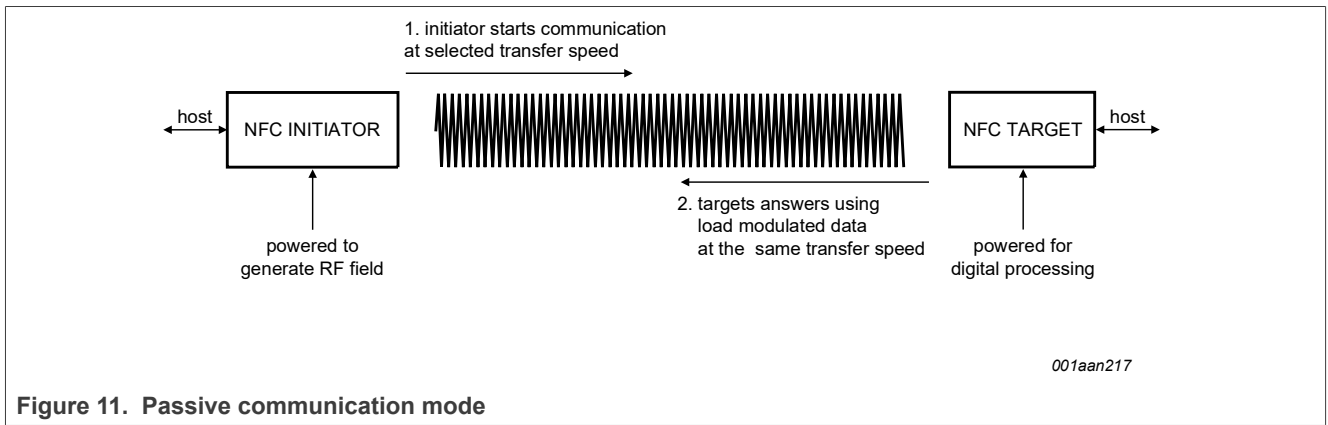 1. initiator starts communication
at selected transfer speed
host
NFC INITIATOR
NFC TARGET
host
2. targets answers using
load modulated data
at the same transfer speed
powered to
generate RF field
powered for
digital processing
001aan217
Figure 11. Passive communication mode